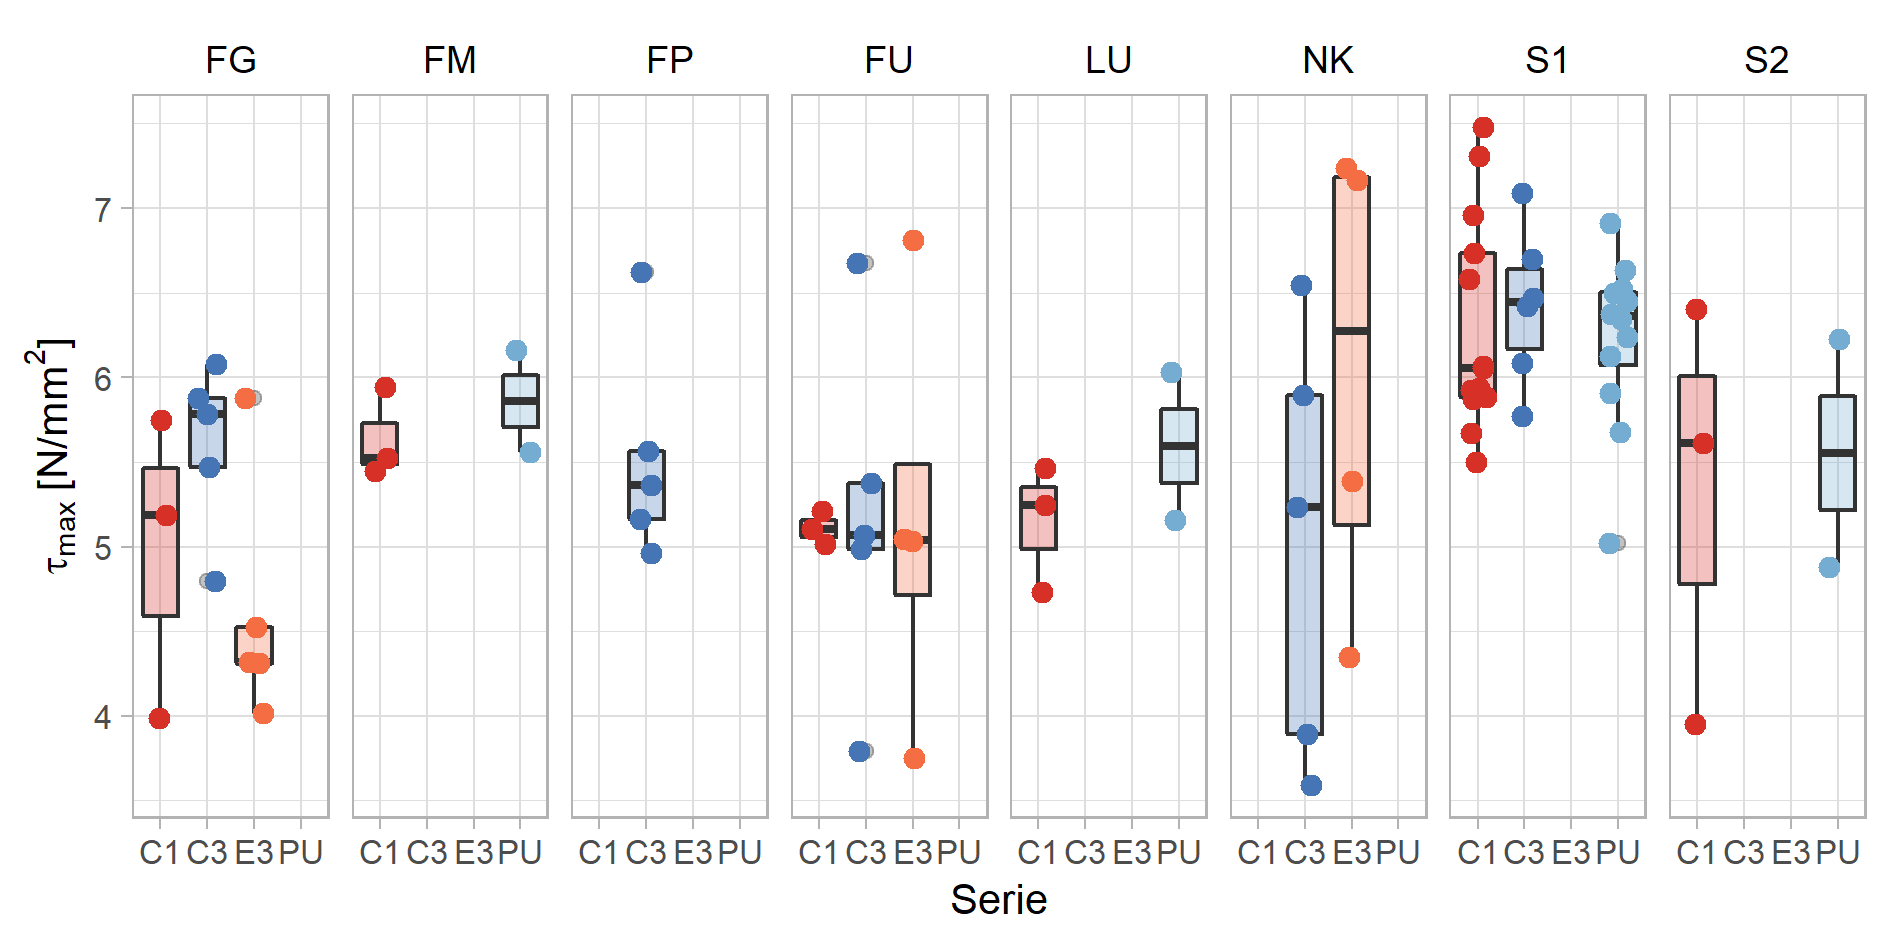 FG FM FP FU LU NK S1 S2
τmax [N/mm²]
7
6
5
4
C1 C3 E3 PU C1 C3 E3 PU C1 C3 E3 PU C1 C3 E3 PU C1 C3 E3 PU C1 C3 E3 PU C1 C3 E3 PU C1 C3 E3 PU
Serie